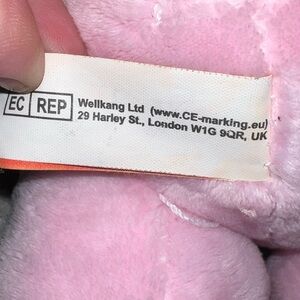 EC REP Wellkang Ltd (www.CE-marking.eu)
29 Harley St., London W1G 9QR, UK